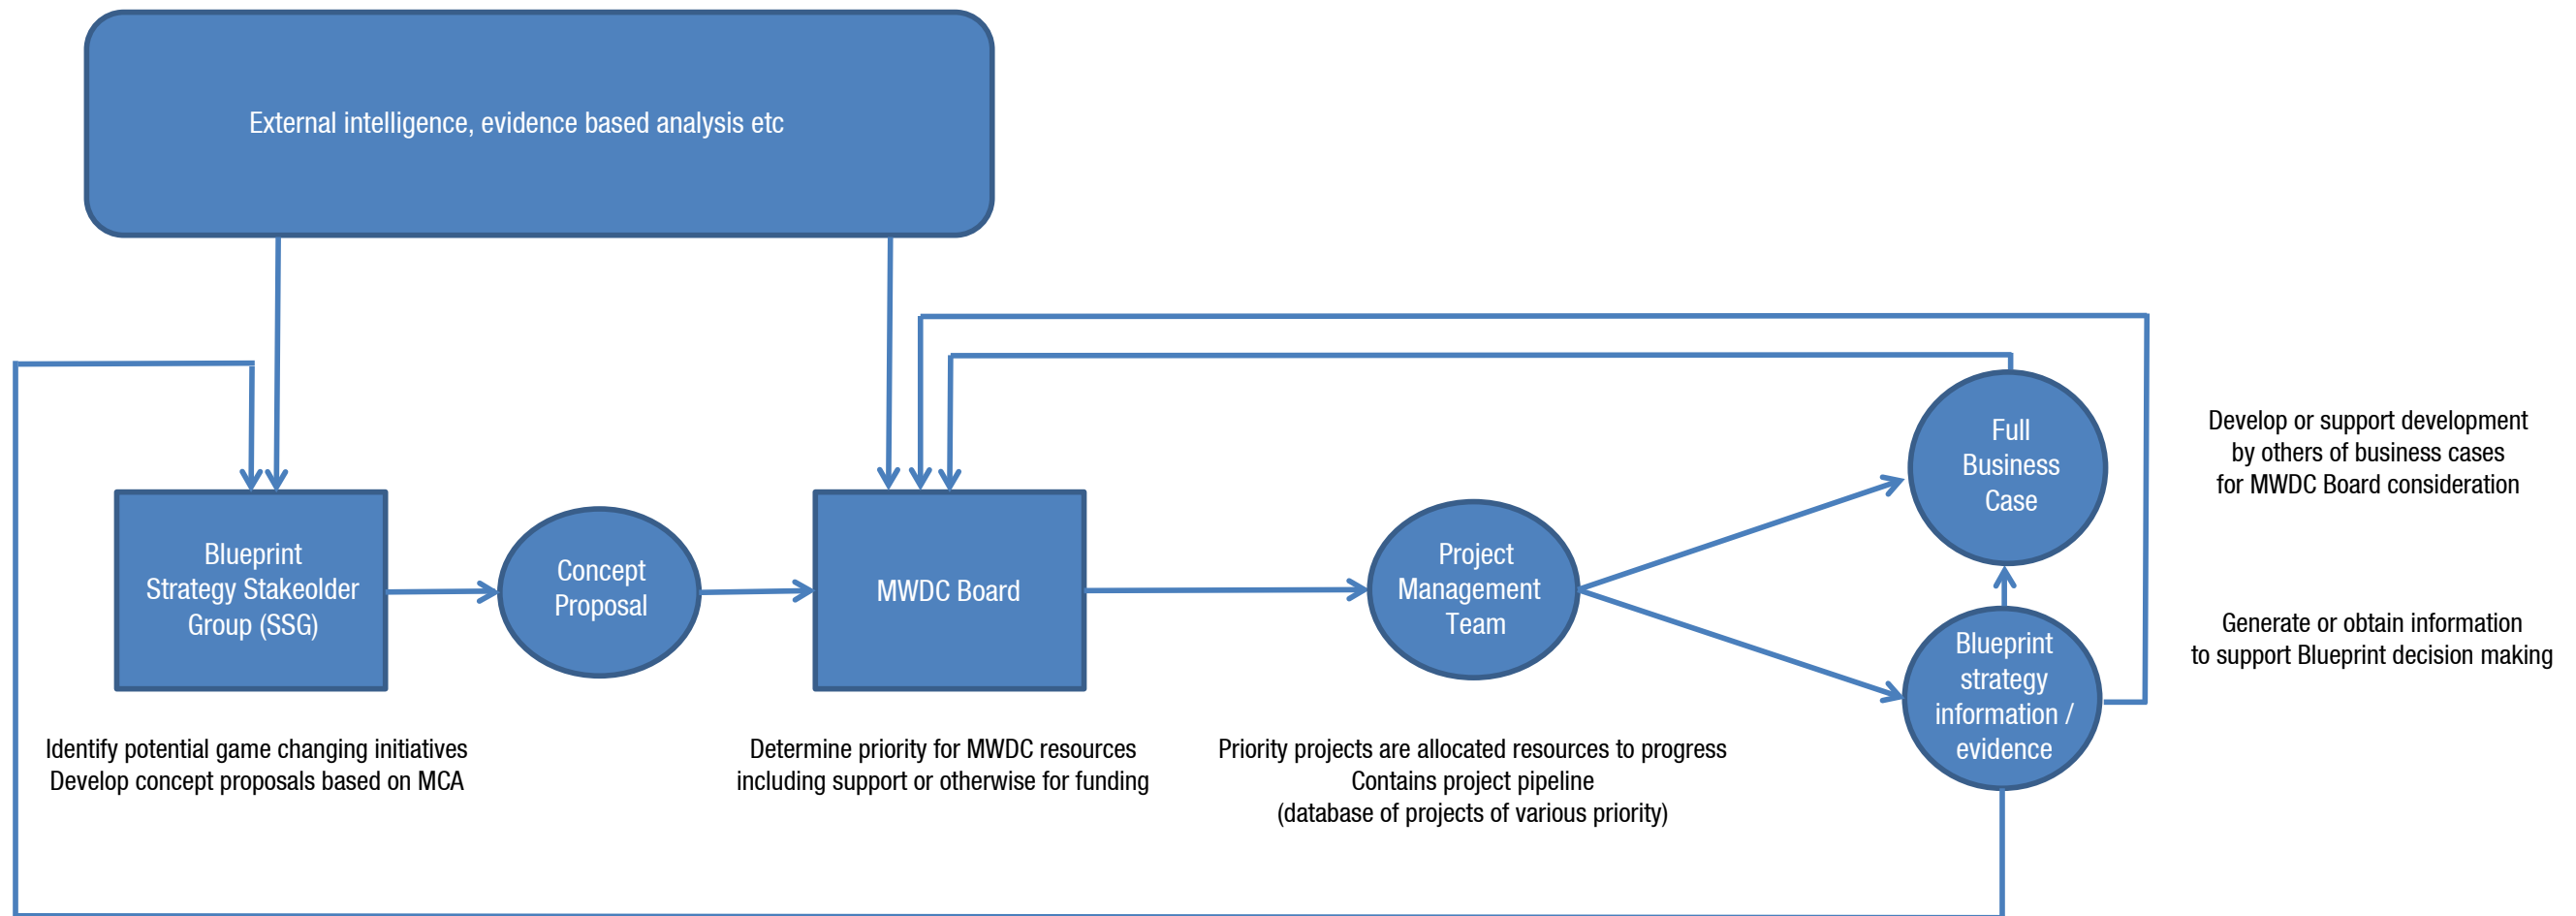 External intelligence, evidence based analysis etc
Blueprint
Strategy Stakeolder
Group (SSG)
Concept
Proposal
MWDC Board
Project
Management
Team
Full
Business
Case
Blueprint
strategy
information /
evidence
Develop or support development
by others of business cases
for MWDC Board consideration
Generate or obtain information
to support Blueprint decision making
Identify potential game changing initiatives
Develop concept proposals based on MCA
Determine priority for MWDC resources
including support or otherwise for funding
Priority projects are allocated resources to progress
Contains project pipeline
(database of projects of various priority)